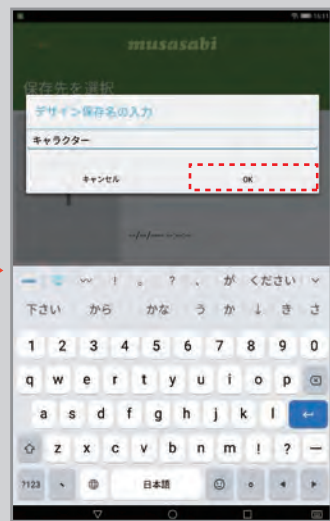 musasabi
保存先を選択
デザイン保存名の入力
キャラクター
キャンセル OK
--/--/-- --:--
! 。 ? 、 が ください
下さい から かな う か ↓ き さ
1 2 3 4 5 6 7 8 9 0
q w e r t y u i o p
a s d f g h j k l
z x c v b n m ! ? ー
?123 、 日本語 。